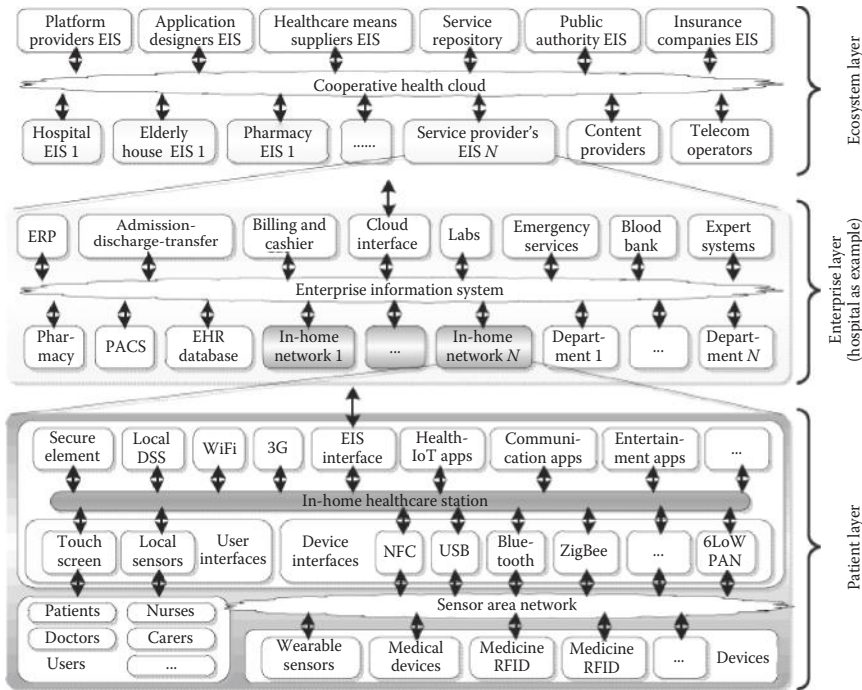 Platform
providers EIS
Application
designers EIS
Healthcare means
suppliers EIS
Service
repository
Public
authority EIS
Insurance
companies EIS
Cooperative health cloud
Hospital
EIS 1
Elderly
house EIS 1
Pharmacy
EIS 1
......
Service provider's
EIS N
Content
providers
Telecom
operators
Ecosystem layer
ERP
Admission-
discharge-transfer
Billing and
cashier
Cloud
interface
Labs
Emergency
services
Blood
bank
Expert
systems
Enterprise information system
Phar-
macy
PACS
EHR
database
In-home
network 1
...
In-home
network N
Department 1
...
Depart-
ment N
Enterprise layer
(hospital as example)
Secure
element
Local
DSS
WiFi
3G
EIS
interface
Health-
IoT apps
Communi-
cation apps
Entertain-
ment apps
...
In-home healthcare station
Touch
screen
Local
sensors
User
interfaces
Device
interfaces
NFC
USB
Blue-
tooth
ZigBee
...
6LoW
PAN
Sensor area network
Patients
Nurses
Doctors
Carers
Users
...
Wearable
sensors
Medical
devices
Medicine
RFID
Medicine
RFID
...
Devices
Patient layer